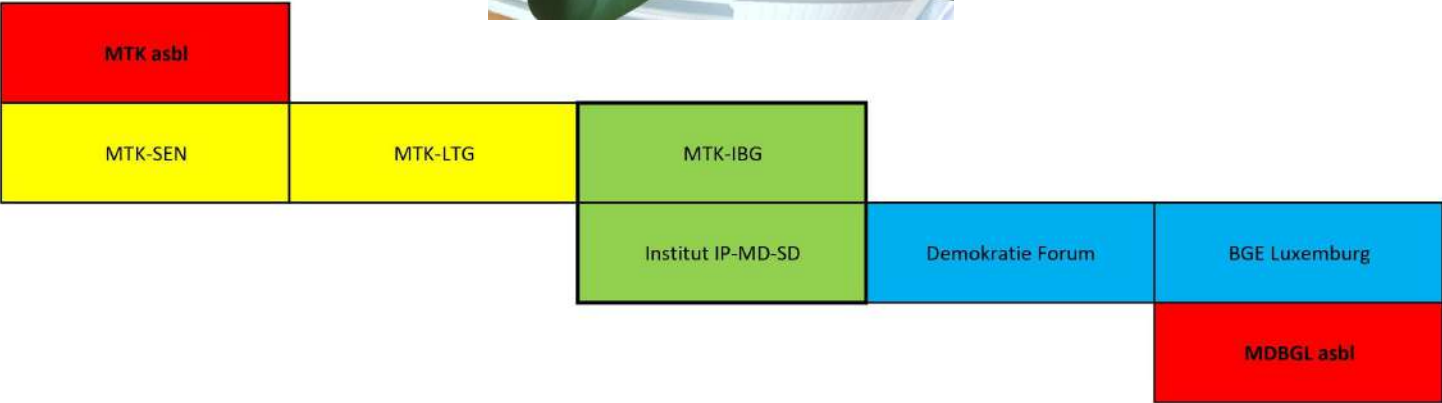 MTK asbl
MTK-SEN
MTK-LTG
MTK-IBG
Institut IP-MD-SD
Demokratie Forum
BGE Luxemburg
MDBGL asbl